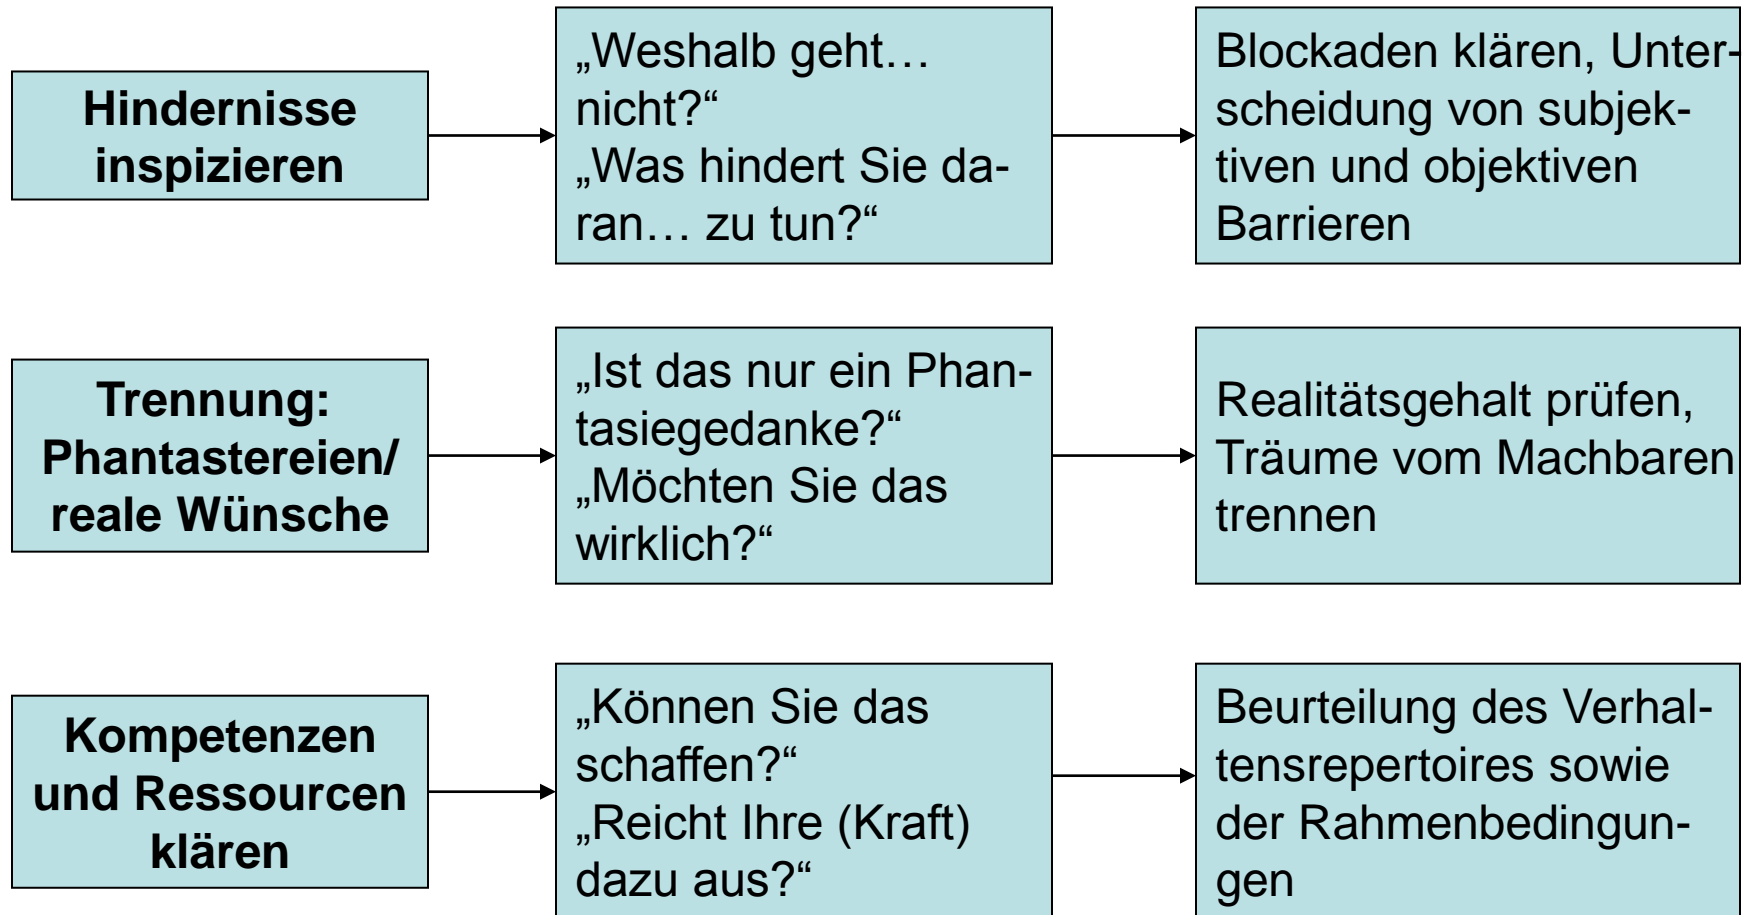 Hindernisse
inspizieren
„Weshalb geht…
nicht?“
„Was hindert Sie da-
ran… zu tun?“
Blockaden klären, Unter-
scheidung von subjek-
tiven und objektiven
Barrieren
Trennung:
Phantastereien/
reale Wünsche
„Ist das nur ein Phan-
tasiegedanke?“
„Möchten Sie das
wirklich?“
Realitätsgehalt prüfen,
Träume vom Machbaren
trennen
Kompetenzen
und Ressourcen
klären
„Können Sie das
schaffen?“
„Reicht Ihre (Kraft)
dazu aus?“
Beurteilung des Verhal-
tensrepertoires sowie
der Rahmenbedingun-
gen